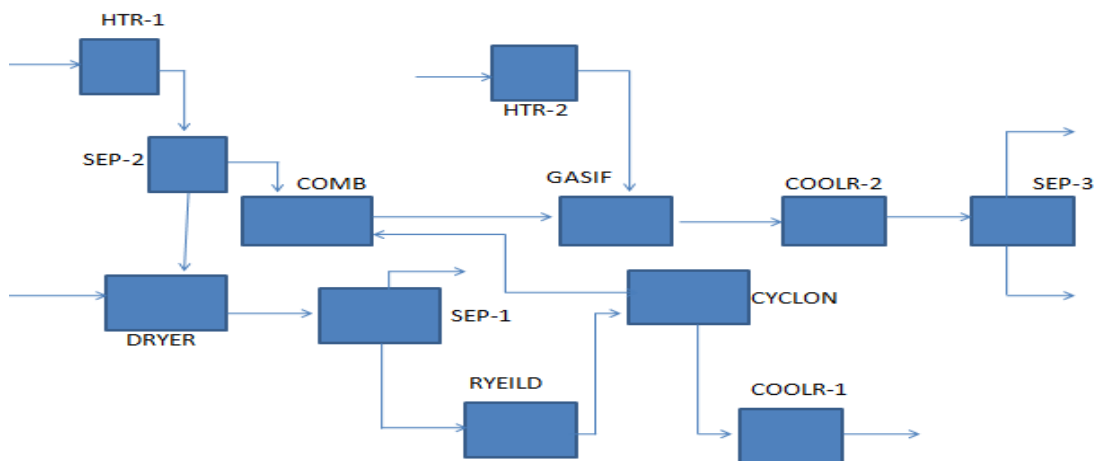 HTR-1
HTR-2
SEP-2
COMB
GASIF
COOLR-2
SEP-3
DRYER
SEP-1
CYCLON
RYEILD
COOLR-1